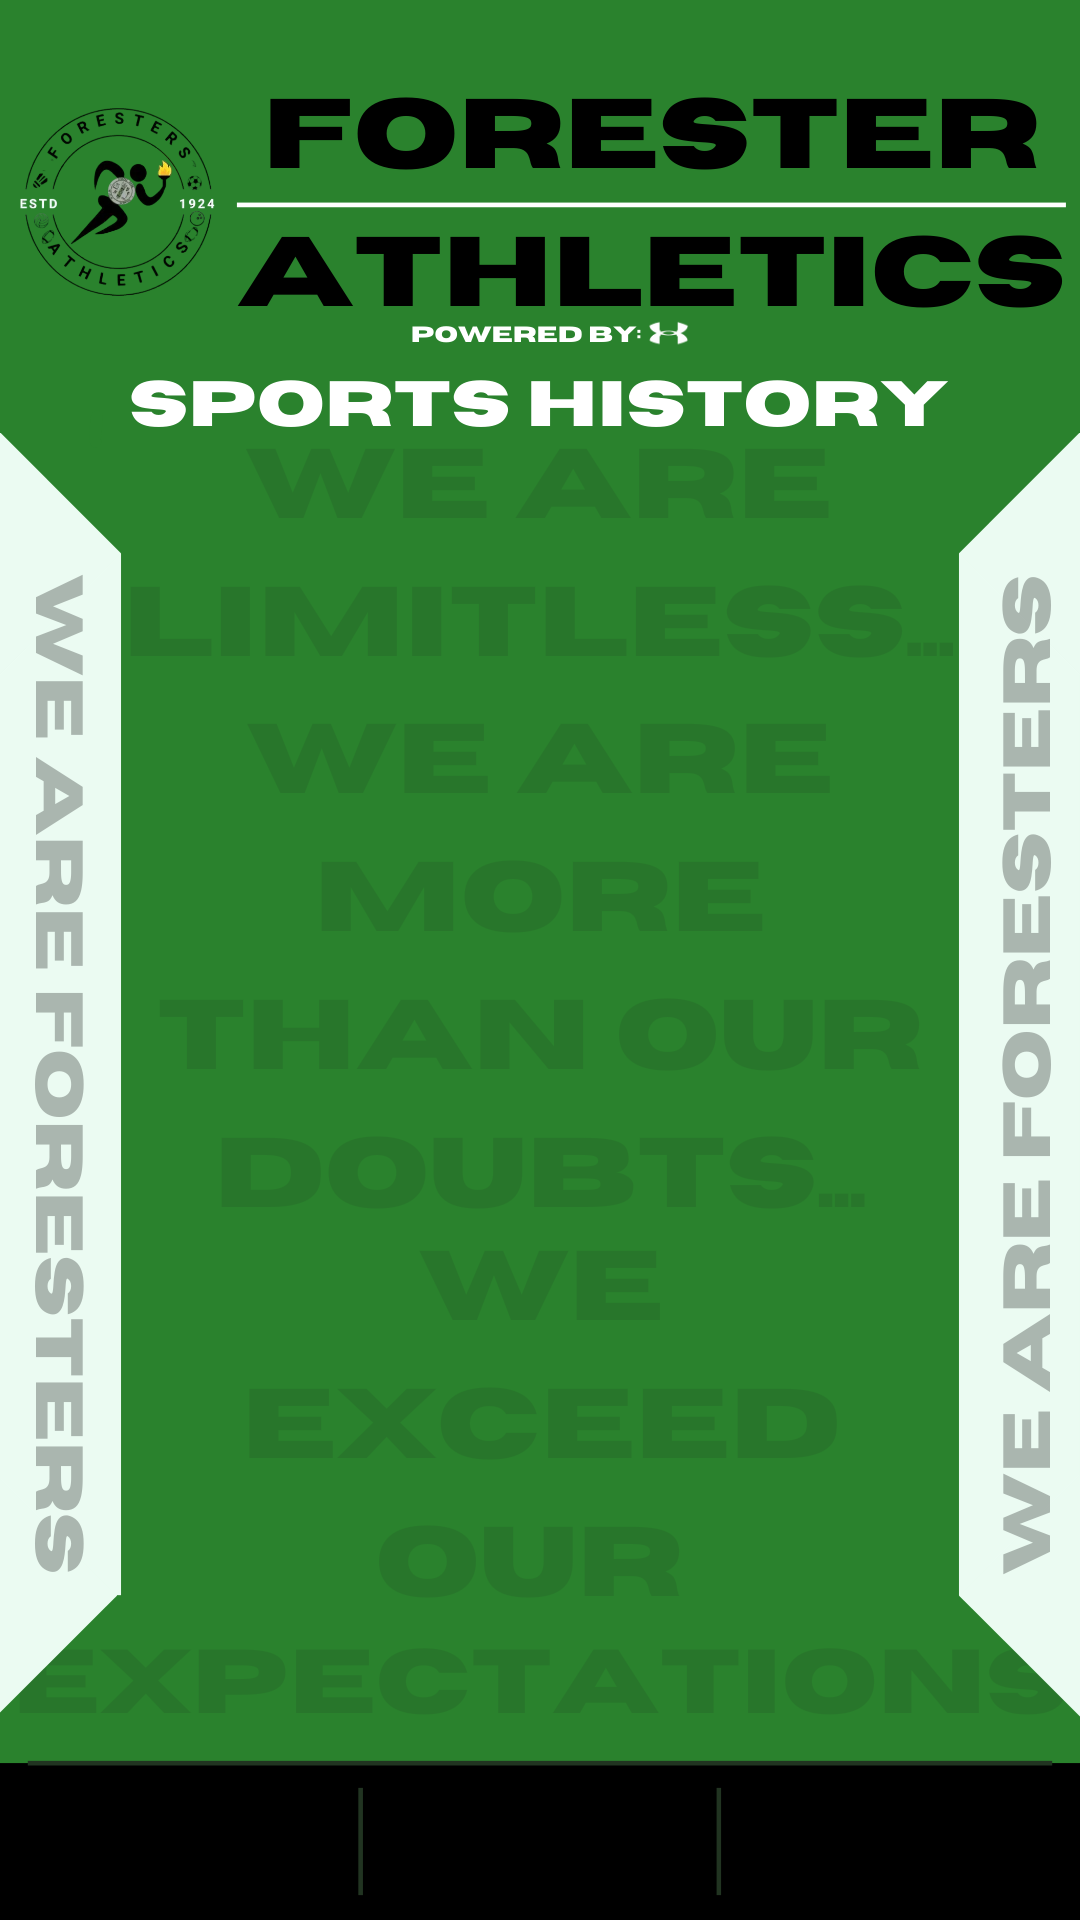 FORESTERS
ESTD
1924
ATHLETICS
FORESTER
ATHLETICS
POWERED BY:
SPORTS HISTORY
WE ARE
LIMITLESS...
WE ARE
MORE
THAN OUR
DOUBTS...
WE
EXCEED
OUR
EXPECTATIONS
WE ARE FORESTERS
WE ARE FORESTERS